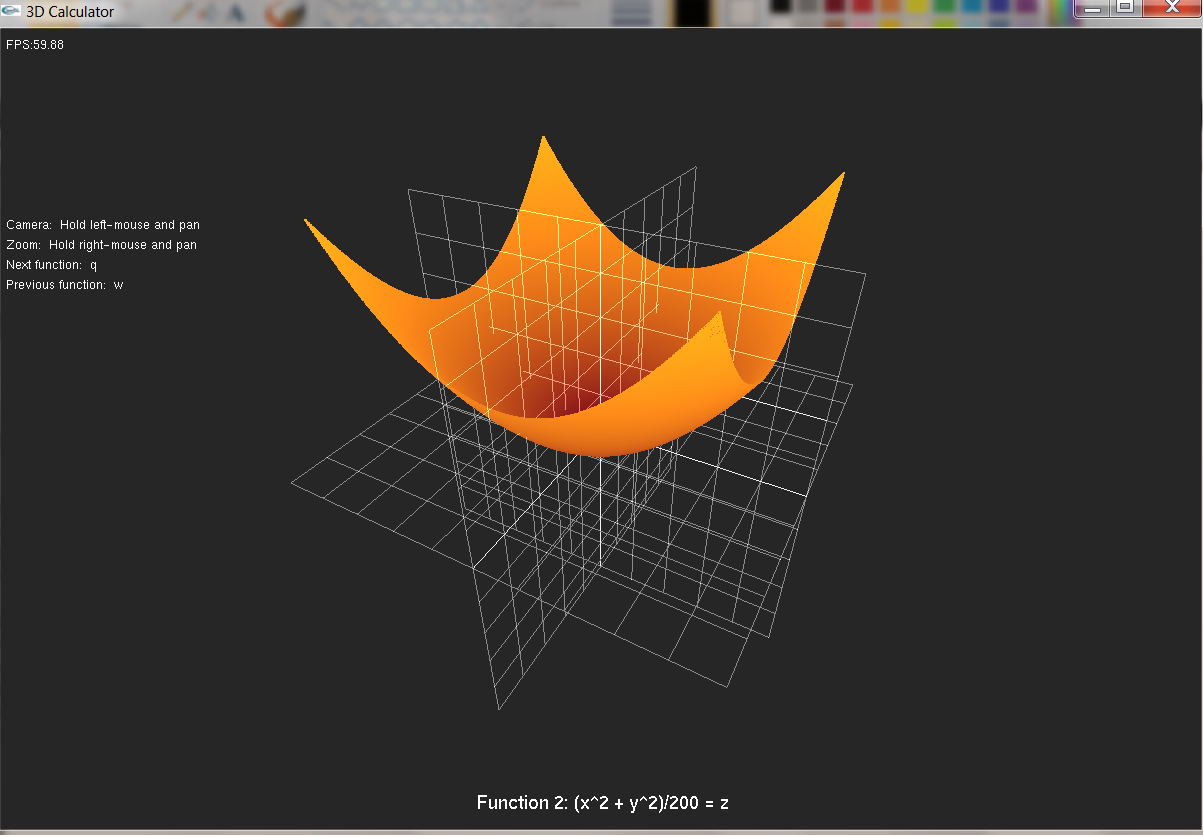 3D Calculator
FPS:59.88
Camera: Hold left-mouse and pan
Zoom: Hold right-mouse and pan
Next function: q
Previous function: w
Function 2: (x^2 + y^2)/200 = z